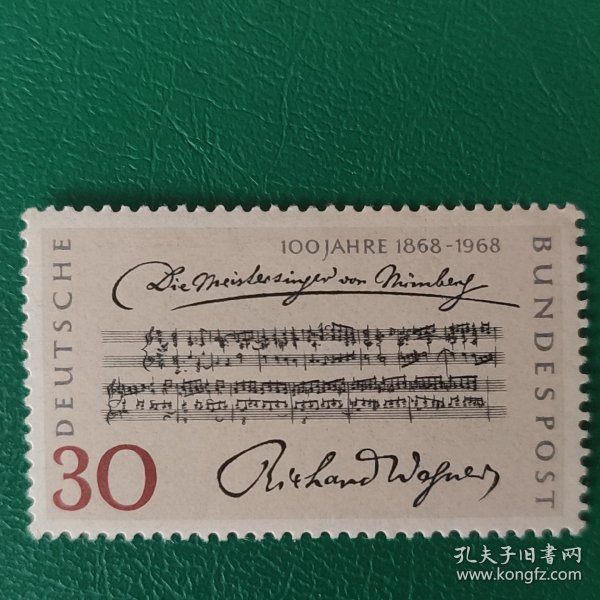 DEUTSCHE
100 JAHRE 1868-1968
Die Meistersinger von Nürnberg
30
Richard Wagner
BUNDESPOST
孔夫子旧书网
www.kongfz.com